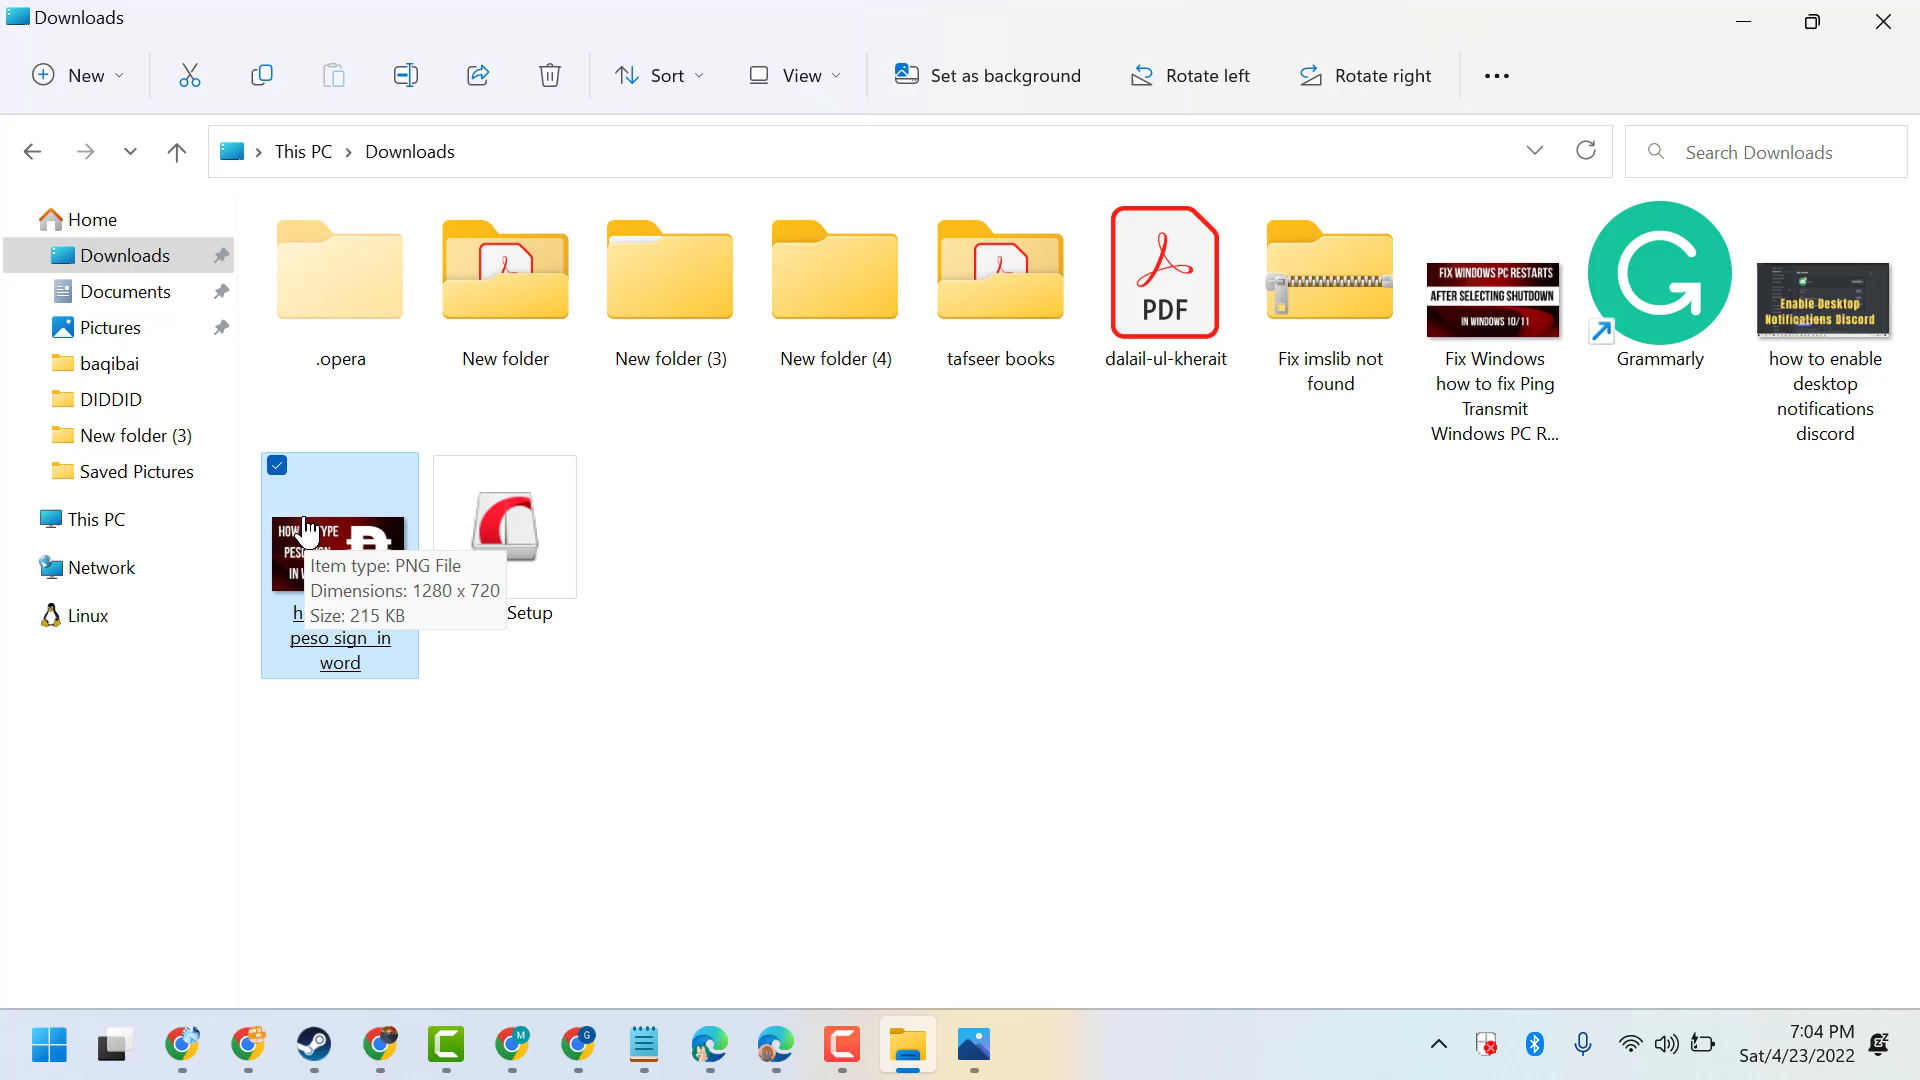 Downloads
New
Sort
View
Set as background
Rotate left
Rotate right
This PC
Downloads
Search Downloads
Home
Downloads
Documents
Pictures
baqibai
DIDDID
New folder (3)
Saved Pictures
This PC
Network
Linux
.opera
New folder
New folder (3)
New folder (4)
tafseer books
PDF
dalail-ul-kherait
Fix imslib not
found
FIX WINDOWS PC RESTARTS
AFTER SELECTING SHUTDOWN
IN WINDOWS 10/11
Fix Windows
how to fix Ping
Transmit
Windows PC R...
Grammarly
Enable Desktop
Notifications Discord
how to enable
desktop
notifications
discord
peso sign in
word
Item type: PNG File
Dimensions: 1280 x 720
Size: 215 KB
Setup
7:04 PM
Sat/4/23/2022